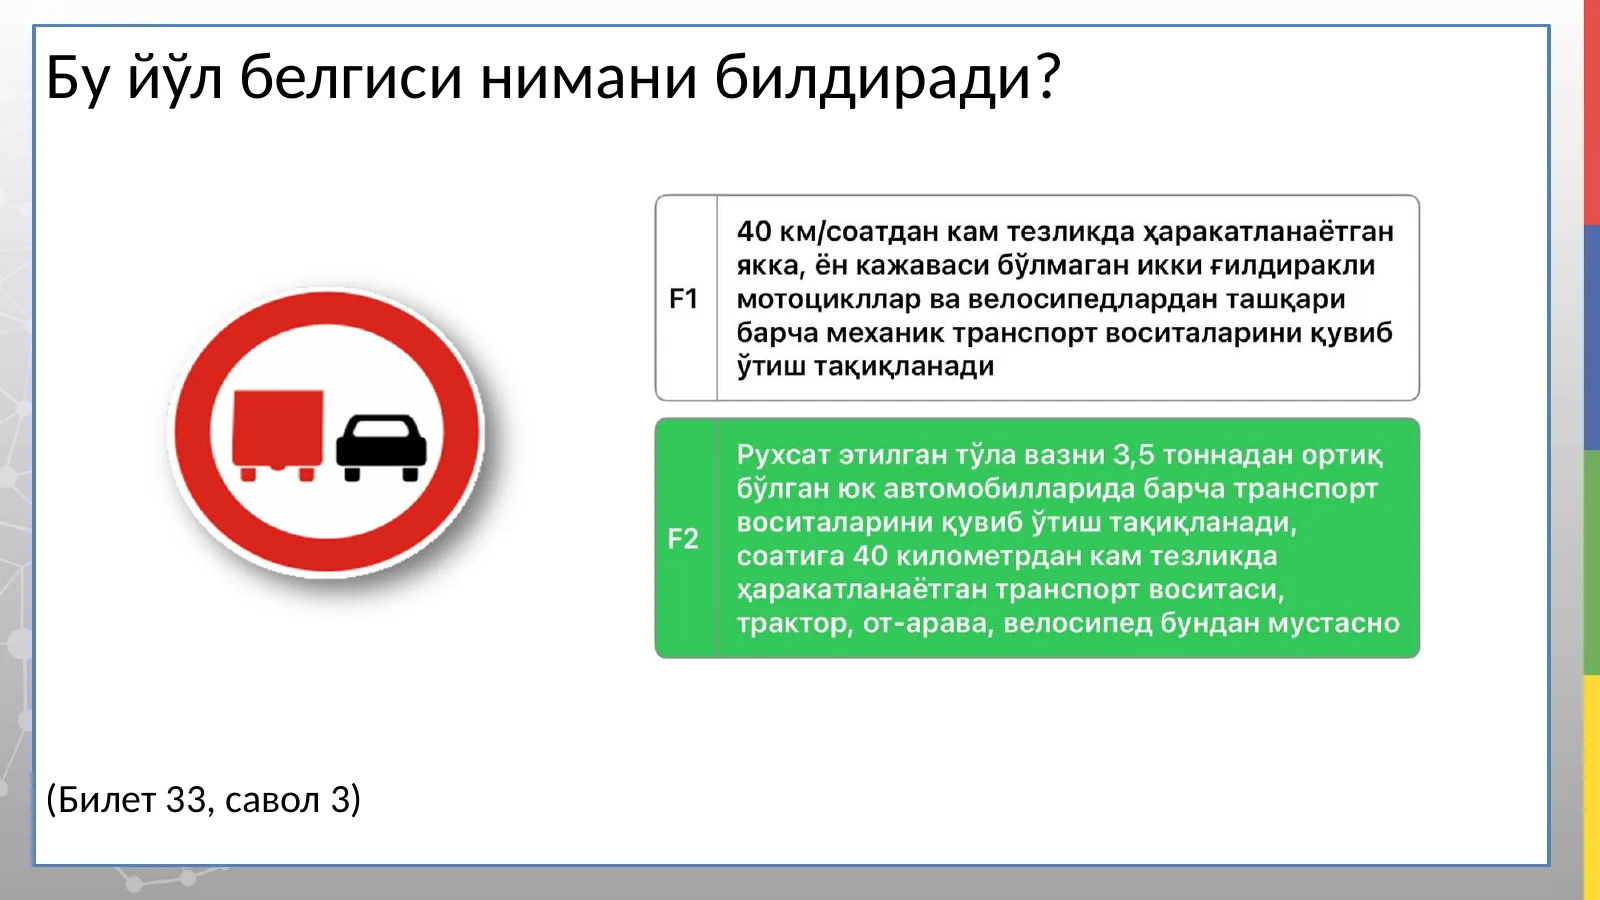 Бу йўл белгиси нимани билдиради?
F1
40 км/соатдан кам тезликда ҳаракатланаётган
якка, ён кажаваси бўлмаган икки ғилдиракли
мотоцикллар ва велосипедлардан ташқари
барча механик транспорт воситаларини қувиб
ўтиш тақиқланади
F2
Рухсат этилган тўла вазни 3,5 тоннадан ортиқ
бўлган юк автомобилларида барча транспорт
воситаларини қувиб ўтиш тақиқланади,
соатига 40 километрдан кам тезликда
ҳаракатланаётган транспорт воситаси,
трактор, от-арава, велосипед бундан мустасно
(Билет 33, савол 3)